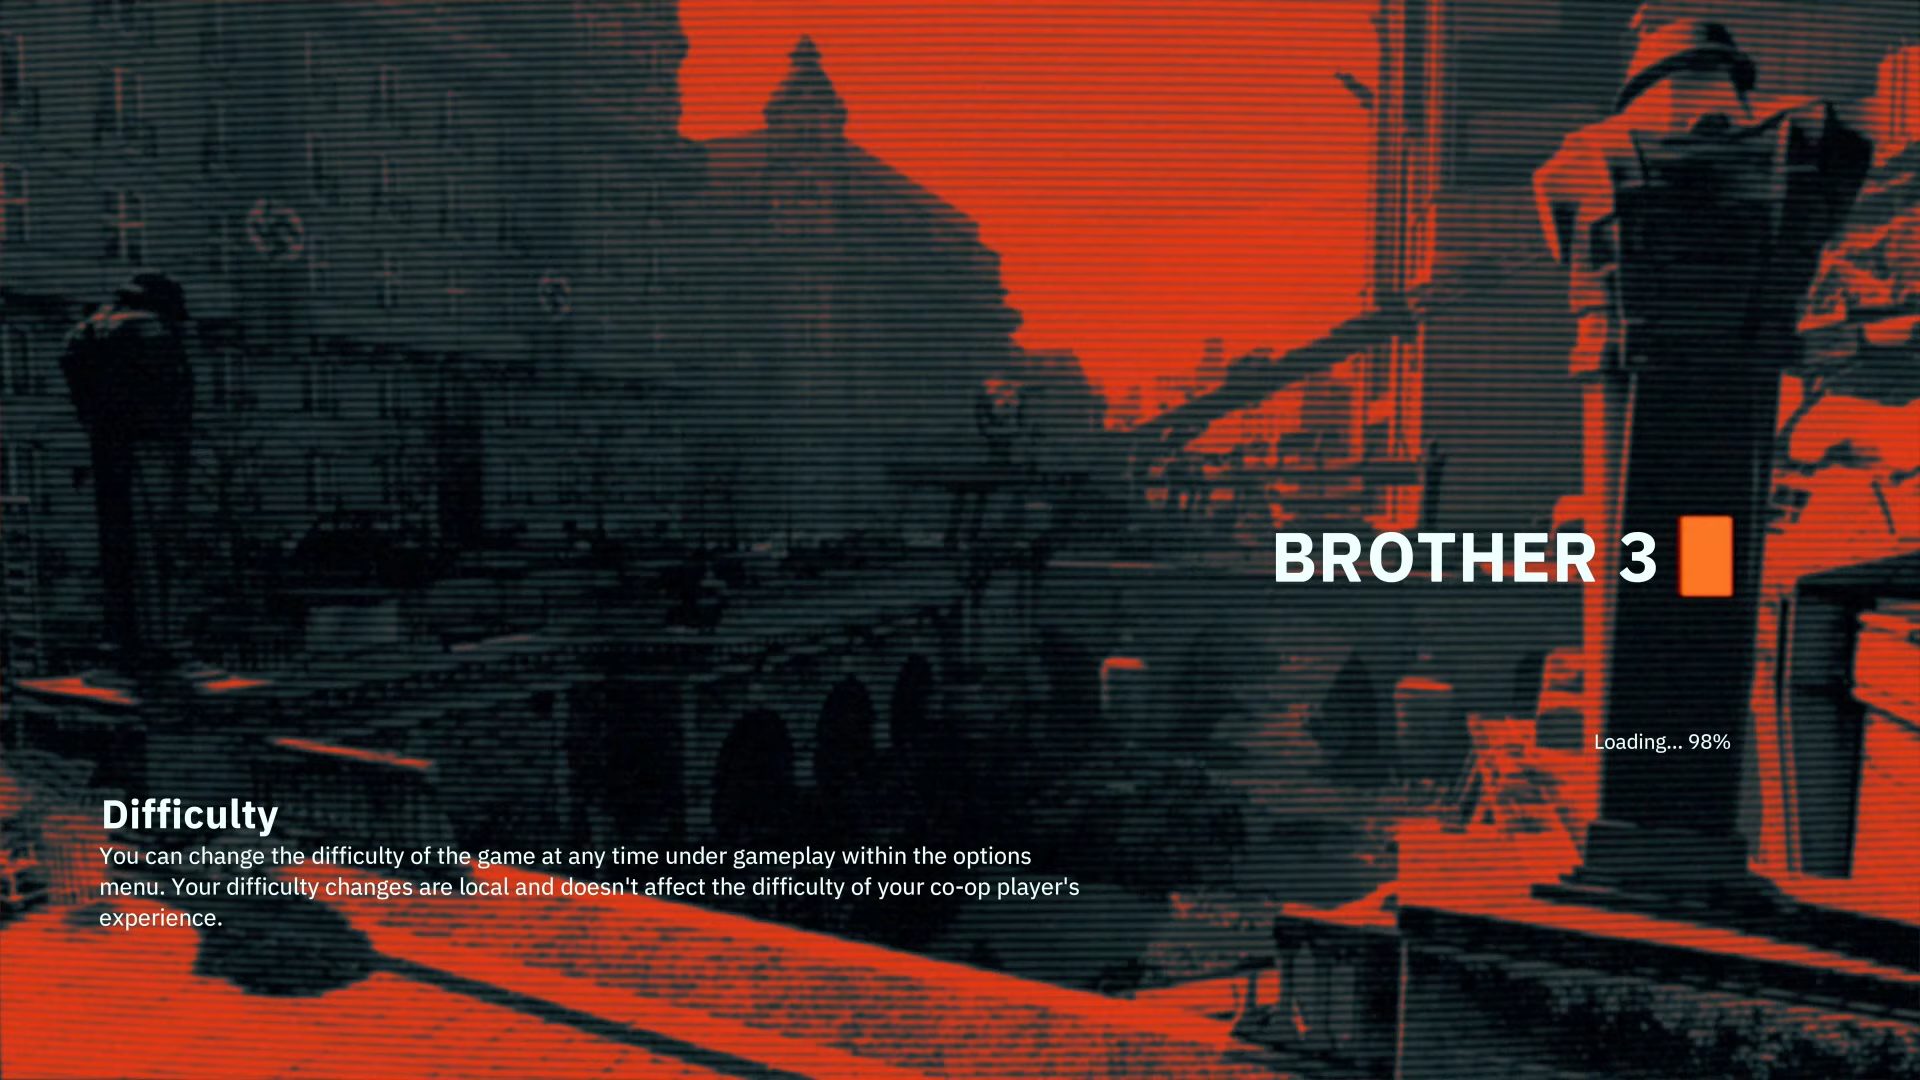 BROTHER 3
Loading... 98%
Difficulty
You can change the difficulty of the game at any time under gameplay within the options
menu. Your difficulty changes are local and doesn't affect the difficulty of your co-op player's
experience.